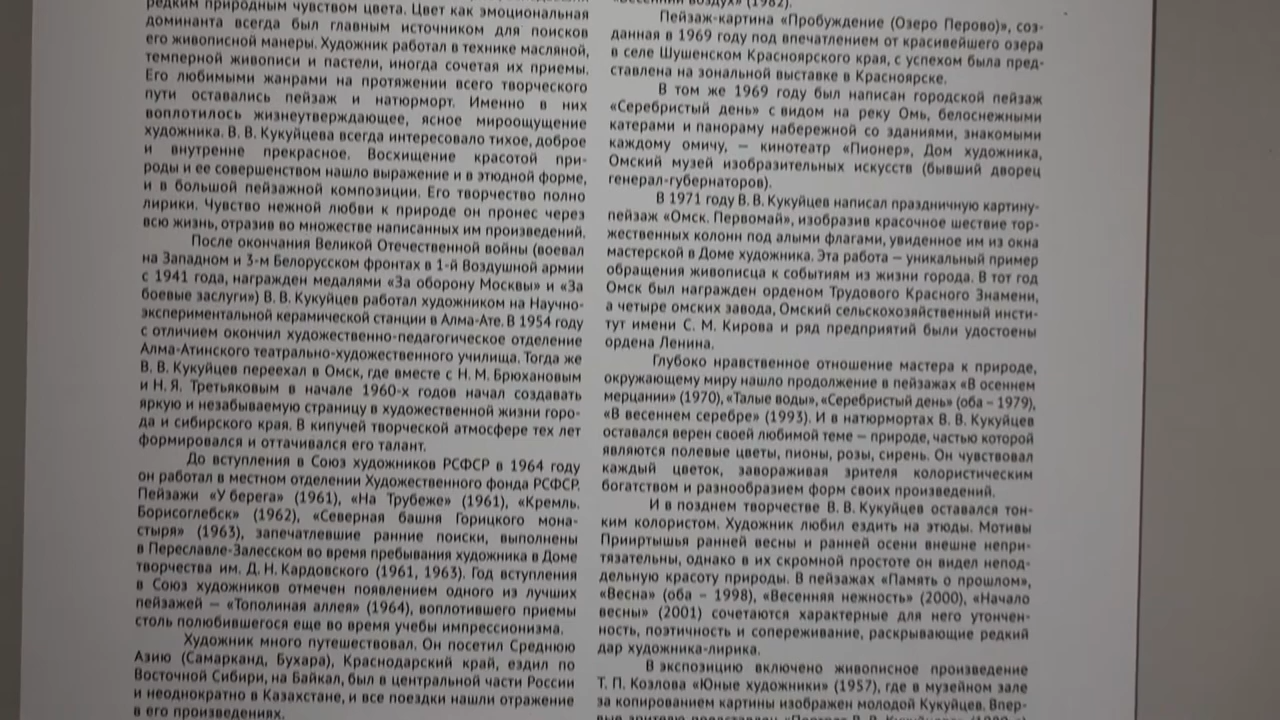 редким природным чувством цвета. Цвет как эмоциональная
доминанта всегда был главным источником для поисков
его живописной манеры. Художник работал в технике масляной,
темперной живописи и пастели, иногда сочетая их приемы.
Его любимыми жанрами на протяжении всего творческого
пути оставались пейзаж и натюрморт. Именно в них
воплотилось жизнеутверждающее, ясное мироощущение
художника. В. В. Кукуйцева всегда интересовало тихое, доброе
и внутренне прекрасное. Восхищение красотой при-
роды и ее совершенством нашло выражение и в этюдной форме,
и в большой пейзажной композиции. Его творчество полно
лирики. Чувство нежной любви к природе он пронес через
всю жизнь, отразив во множестве написанных им произведений.
После окончания Великой Отечественной войны (воевал
на Западном и 3-м Белорусском фронтах в 1-й Воздушной армии
с 1941 года, награжден медалями «За оборону Москвы» и «За
боевые заслуги») В. В. Кукуйцев работал художником на Научно-
экспериментальной керамической станции в Алма-Ате. В 1954 году
с отличием окончил художественно-педагогическое отделение
Алма-Атинского театрально-художественного училища. Тогда же
В. В. Кукуйцев переехал в Омск, где вместе с Н. М. Брюхановым
и Н. Я. Третьяковым в начале 1960-х годов начал создавать
яркую и незабываемую страницу в художественной жизни горо-
да и сибирского края. В кипучей творческой атмосфере тех лет
формировался и оттачивался его талант.
До вступления в Союз художников РСФСР в 1964 году
он работал в местном отделении Художественного фонда РСФСР.
Пейзажи «У берега» (1961), «На Трубеже» (1961), «Кремль.
Борисоглебск» (1962), «Северная башня Горицкого мона-
стыря» (1963), запечатлевшие ранние поиски, выполнены
в Переславле-Залесском во время пребывания художника в Доме
творчества им. Д. Н. Кардовского (1961, 1963). Год вступления
в Союз художников отмечен появлением одного из лучших
пейзажей — «Тополиная аллея» (1964), воплотившего приемы
столь полюбившегося еще во время учебы импрессионизма.
Художник много путешествовал. Он посетил Среднюю
Азию (Самарканд, Бухара), Краснодарский край, ездил по
Восточной Сибири, на Байкал, был в центральной части России
и неоднократно в Казахстане, и все поездки нашли отражение
в его произведениях.
«Весенний воздух» (1982).
Пейзаж-картина «Пробуждение (Озеро Перово)», соз-
данная в 1969 году под впечатлением от красивейшего озера
в селе Шушенском Красноярского края, с успехом была пред-
ставлена на зональной выставке в Красноярске.
В том же 1969 году был написан городской пейзаж
«Серебристый день» с видом на реку Омь, белоснежными
катерами и панораму набережной со зданиями, знакомыми
каждому омичу, — кинотеатр «Пионер», Дом художника,
Омский музей изобразительных искусств (бывший дворец
генерал-губернаторов).
В 1971 году В. В. Кукуйцев написал праздничную картину-
пейзаж «Омск. Первомай», изобразив красочное шествие тор-
жественных колонн под алыми флагами, увиденное им из окна
мастерской в Доме художника. Эта работа — уникальный пример
обращения живописца к событиям из жизни города. В тот год
Омск был награжден орденом Трудового Красного Знамени,
а четыре омских завода, Омский сельскохозяйственный инсти-
тут имени С. М. Кирова и ряд предприятий были удостоены
ордена Ленина.
Глубоко нравственное отношение мастера к природе,
окружающему миру нашло продолжение в пейзажах «В осеннем
мерцании» (1970), «Талые воды», «Серебристый день» (оба – 1979),
«В весеннем серебре» (1993). И в натюрмортах В. В. Кукуйцев
оставался верен своей любимой теме — природе, частью которой
являются полевые цветы, пионы, розы, сирень. Он чувствовал
каждый цветок, завораживая зрителя колористическим
богатством и разнообразием форм своих произведений.
И в позднем творчестве В. В. Кукуйцев оставался тон-
ким колористом. Художник любил ездить на этюды. Мотивы
Прииртышья ранней весны и ранней осени внешне непри-
тязательны, однако в их скромной простоте он видел непод-
дельную красоту природы. В пейзажах «Память о прошлом»,
«Весна» (оба – 1998), «Весенняя нежность» (2000), «Начало
весны» (2001) сочетаются характерные для него утончен-
ность, поэтичность и сопереживание, раскрывающие редкий
дар художника-лирика.
В экспозицию включено живописное произведение
Т. П. Козлова «Юные художники» (1957), где в музейном зале
за копированием картины изображен молодой Кукуйцев. Впер-